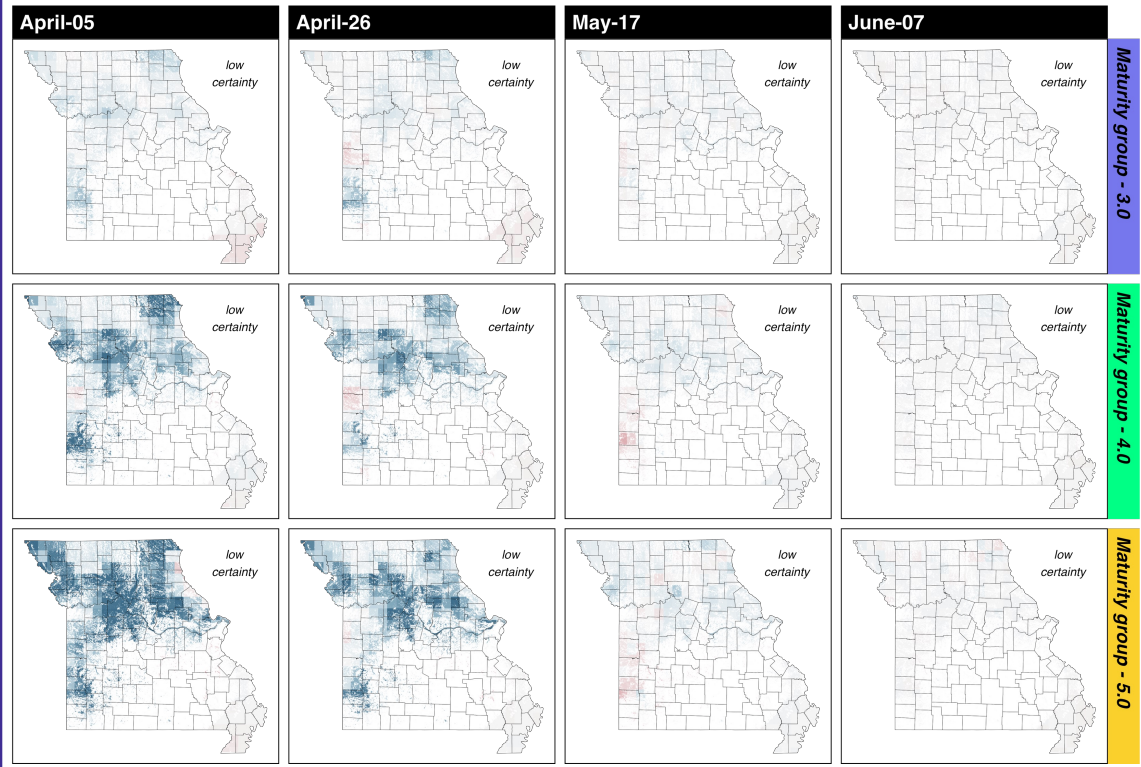 April-05
April-26
May-17
June-07
low
certainty
low
certainty
low
certainty
low
certainty
Maturity group - 3.0
low
certainty
low
certainty
low
certainty
low
certainty
Maturity group - 4.0
low
certainty
low
certainty
low
certainty
low
certainty
Maturity group - 5.0